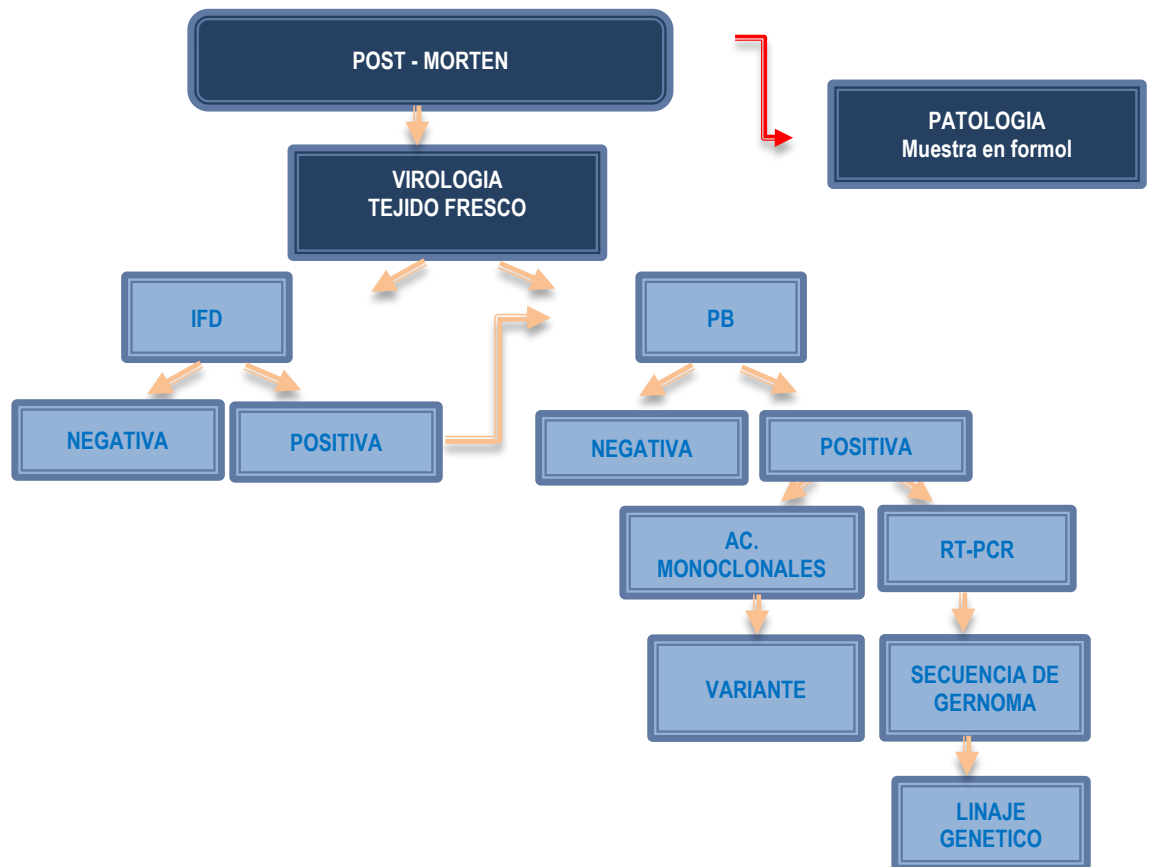 POST - MORTEN
PATOLOGIA
Muestra en formol
VIROLOGIA
TEJIDO FRESCO
IFD
PB
NEGATIVA
POSITIVA
NEGATIVA
POSITIVA
AC.
MONOCLONALES
RT-PCR
VARIANTE
SECUENCIA DE
GERNOMA
LINAJE
GENETICO